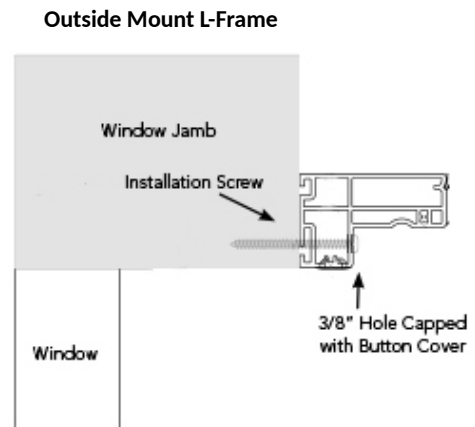 Outside Mount L-Frame
Window Jamb
Installation Screw
3/8" Hole Capped
with Button Cover
Window